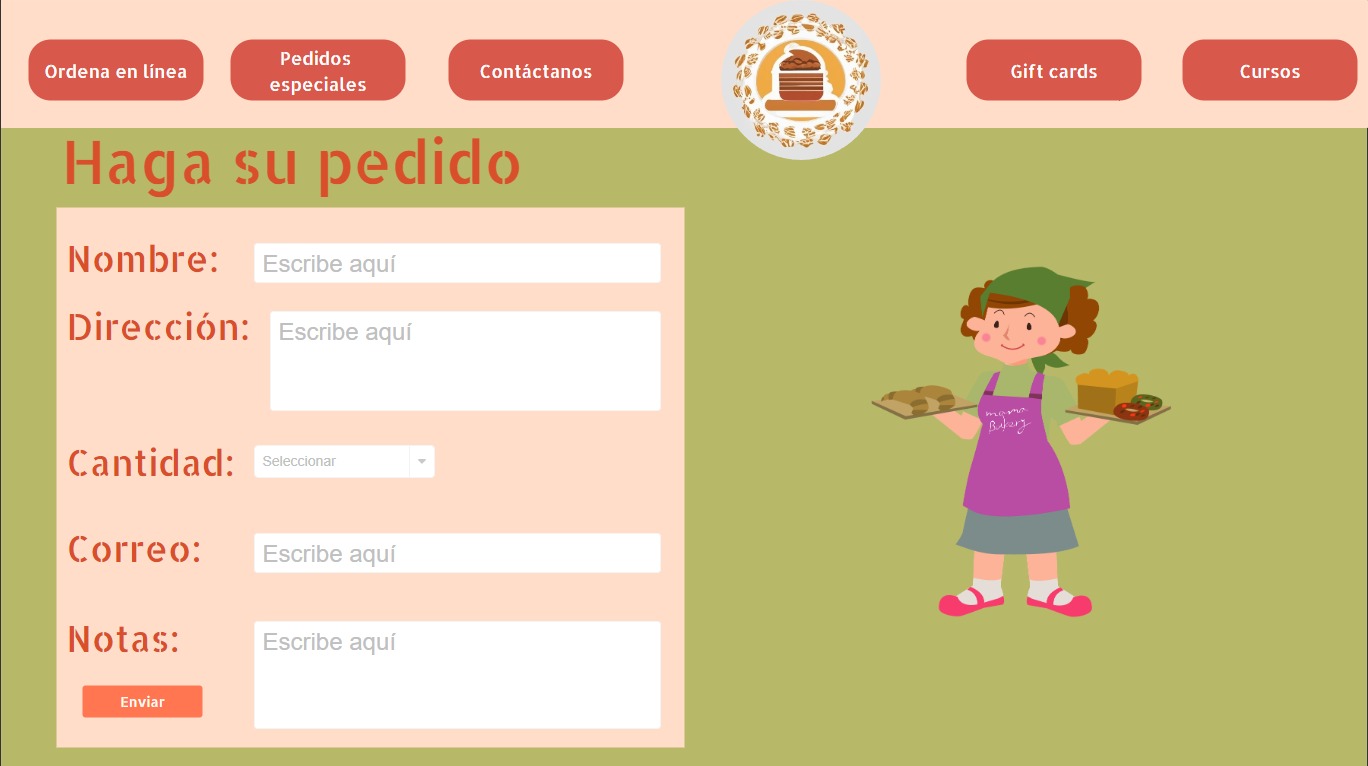 Ordena en línea
Pedidos
especiales
Contáctanos
Gift cards
Cursos
Haga su pedido
Nombre:
Escribe aquí
Dirección:
Escribe aquí
Cantidad:
Seleccionar
Correo:
Escribe aquí
Notas:
Escribe aquí
Enviar
mama
Bakery